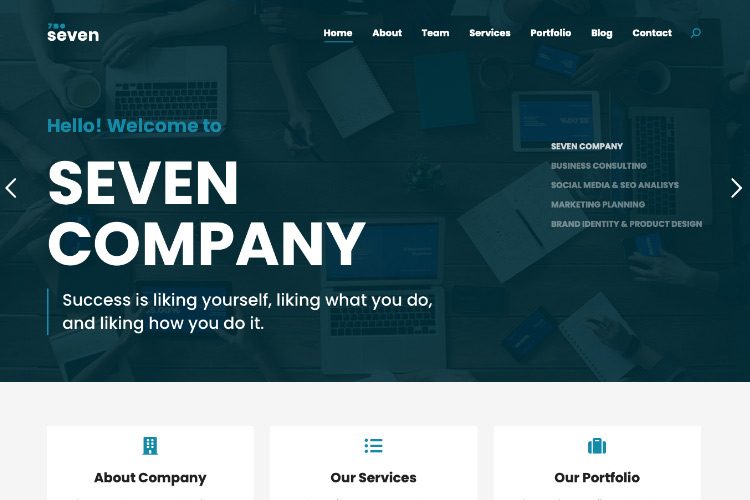 seven
Home About Team Services Portfolio Blog Contact
Hello! Welcome to
SEVEN
COMPANY
Success is liking yourself, liking what you do,
and liking how you do it.
SEVEN COMPANY
BUSINESS CONSULTING
SOCIAL MEDIA & SEO ANALISYS
MARKETING PLANNING
BRAND IDENTITY & PRODUCT DESIGN
About Company
Our Services
Our Portfolio